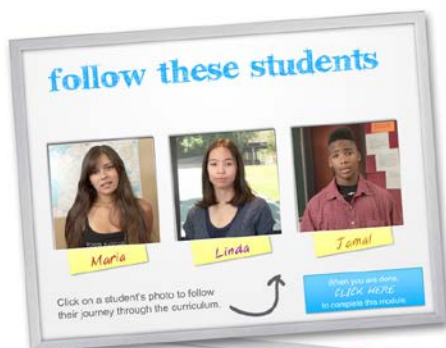 follow these students
Maria
Linda
Jamal
Click on a student's photo to follow
their journey through the curriculum.
When you are done,
CLICK HERE
to complete this module.